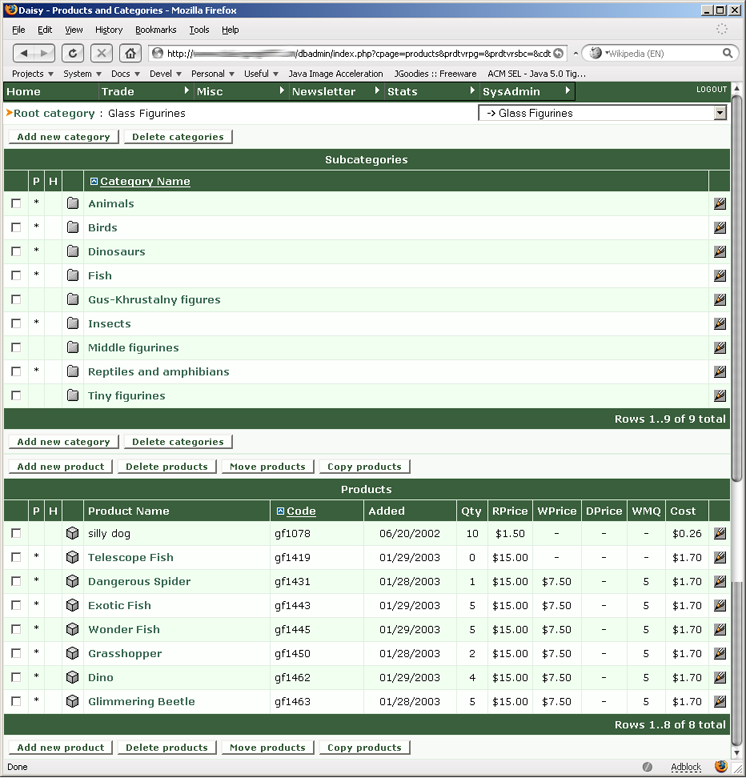 Daisy - Products and Categories - Mozilla Firefox
File Edit View History Bookmarks Tools Help
http:// /dbadmin/index.php?cpage=products&prdtvrpg=&prdtvrsbc=&cdt Wikipedia (EN)
Projects System Docs Devel Personal Useful Java Image Acceleration JGoodies :: Freeware ACM SEL - Java 5.0 Tig...
Home Trade Misc Newsletter Stats SysAdmin LOGOUT
Root category : Glass Figurines -> Glass Figurines
Add new category Delete categories
Subcategories
P H Category Name
* Animals
* Birds
* Dinosaurs
* Fish
Gus-Khrustalny figures
* Insects
Middle figurines
* Reptiles and amphibians
Tiny figurines
Rows 1..9 of 9 total
Add new category Delete categories
Add new product Delete products Move products Copy products
Products
P H Product Name Code Added Qty RPrice WPrice DPrice WMQ Cost
silly dog gf1078 06/20/2002 10 $1.50 - - - $0.26
* Telescope Fish gf1419 01/29/2003 0 $15.00 - - - $1.70
* Dangerous Spider gf1431 01/28/2003 1 $15.00 $7.50 - 5 $1.70
* Exotic Fish gf1443 01/29/2003 5 $15.00 $7.50 - 5 $1.70
* Wonder Fish gf1445 01/29/2003 5 $15.00 $7.50 - 5 $1.70
* Grasshopper gf1450 01/28/2003 2 $15.00 $7.50 - 5 $1.70
* Dino gf1462 01/29/2003 4 $15.00 $7.50 - 5 $1.70
* Glimmering Beetle gf1463 01/28/2003 5 $15.00 $7.50 - 5 $1.70
Rows 1..8 of 8 total
Add new product Delete products Move products Copy products
Done Adblock